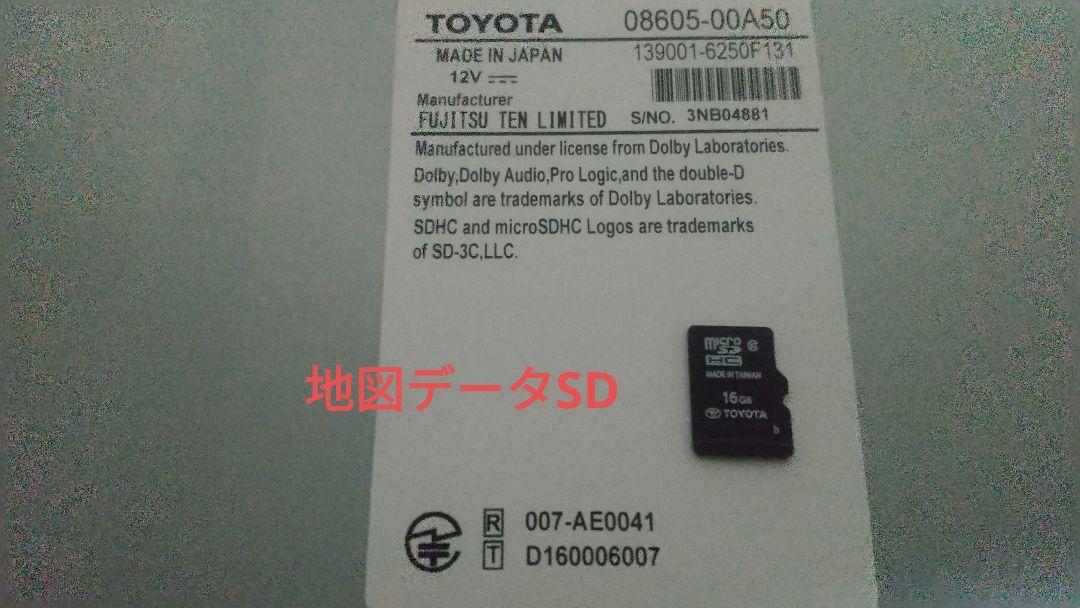 TOYOTA 08605-00A50
MADE IN JAPAN 139001-6250F131
12V
Manufacturer
FUJITSU TEN LIMITED S/NO. 3NB04881
Manufactured under license from Dolby Laboratories.
Dolby,Dolby Audio,Pro Logic,and the double-D
symbol are trademarks of Dolby Laboratories.
SDHC and microSDHC Logos are trademarks
of SD-3C,LLC.
micro
SD
HC
MADE IN TAIWAN
16GB
TOYOTA
b
地図データSD
R 007-AE0041
T D160006007